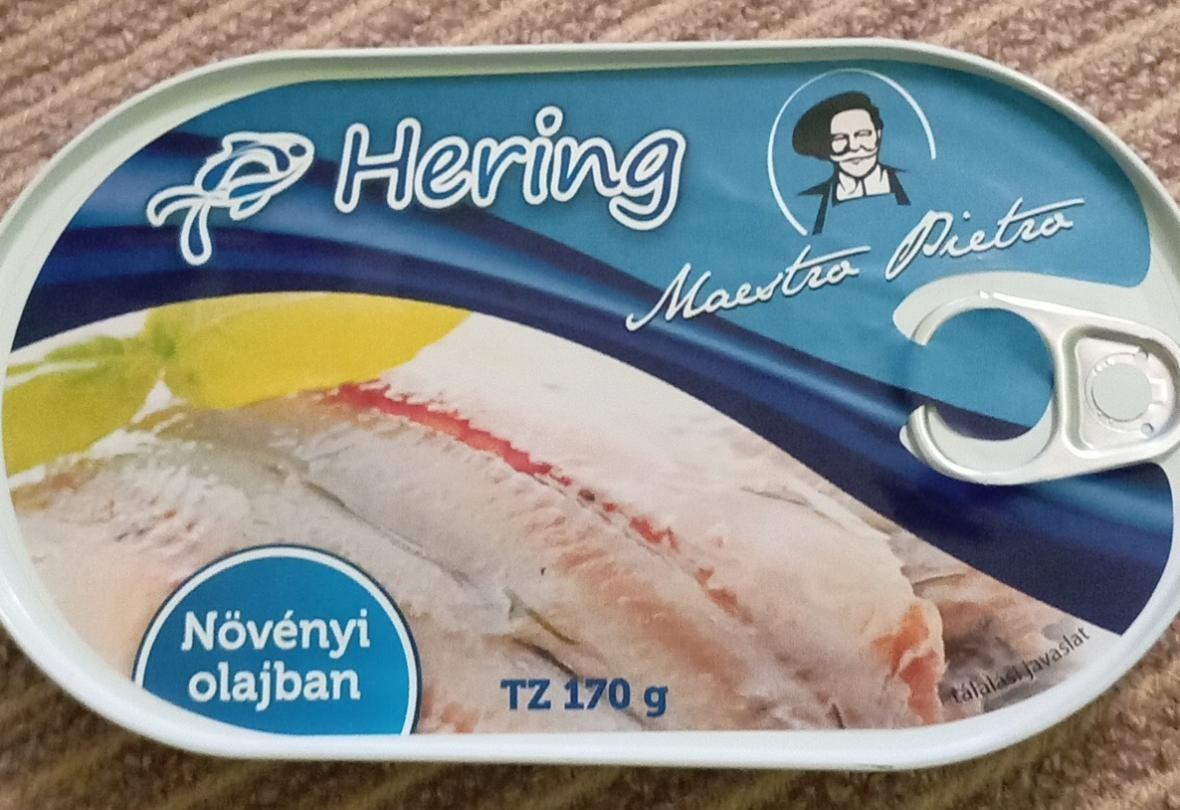 Hering
Maestro Pietro
Növényi
olajban
TZ 170 g
tálalási javaslat